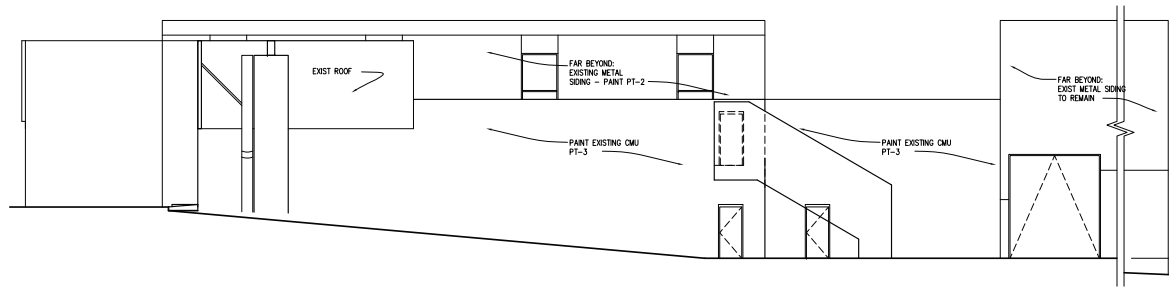 EXIST ROOF
FAR BEYOND:
EXISTING METAL
SIDING - PAINT PT-2
FAR BEYOND:
EXIST METAL SIDING
TO REMAIN
PAINT EXISTING CMU
PT-3
PAINT EXISTING CMU
PT-3